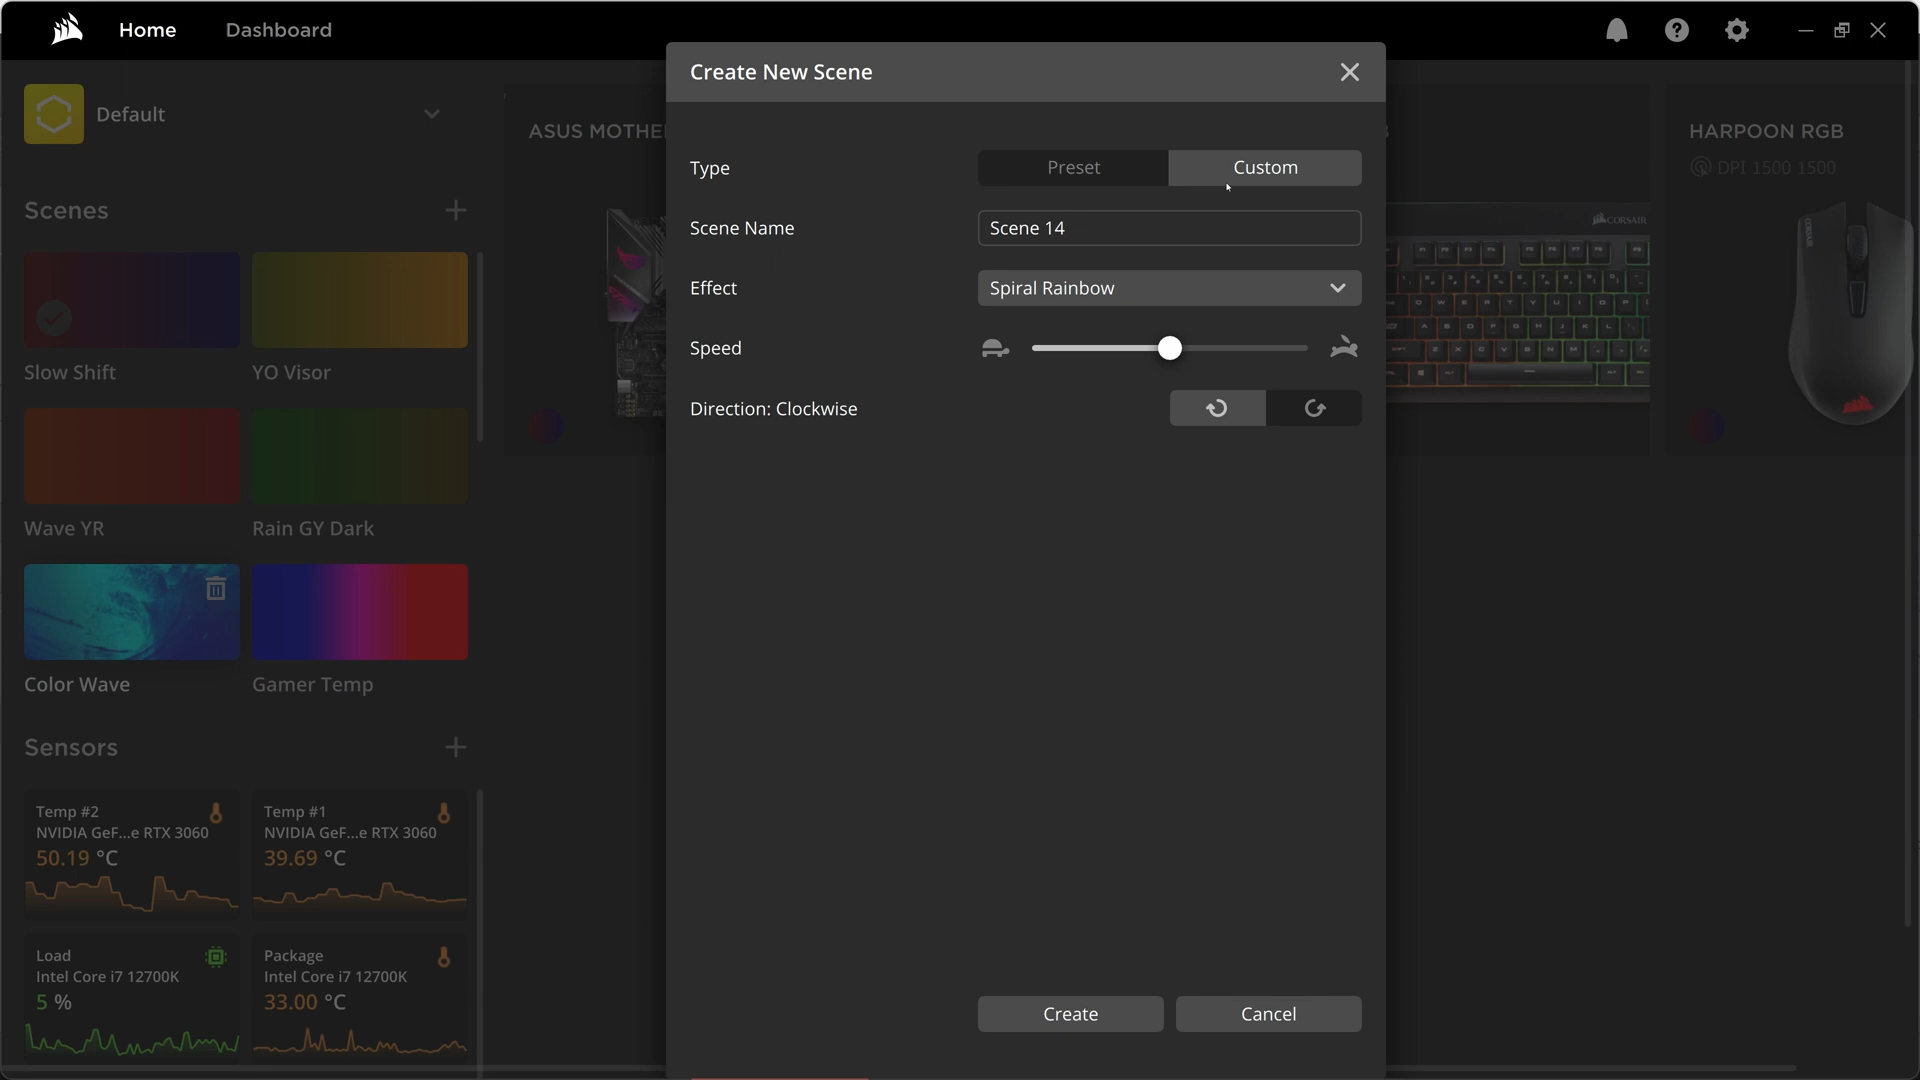 Home
Dashboard
Default
Scenes
Slow Shift
YO Visor
Wave YR
Rain GY Dark
Color Wave
Gamer Temp
Sensors
Temp #2
NVIDIA GeF...e RTX 3060
50.19 °C
Temp #1
NVIDIA GeF...e RTX 3060
39.69 °C
Load
Intel Core i7 12700K
5 %
Package
Intel Core i7 12700K
33.00 °C
ASUS MOTHE
Create New Scene
Type
Preset
Custom
Scene Name
Scene 14
Effect
Spiral Rainbow
Speed
Direction: Clockwise
Create
Cancel
CORSAIR
HARPOON RGB
DPI 1500 1500
CORSAIR